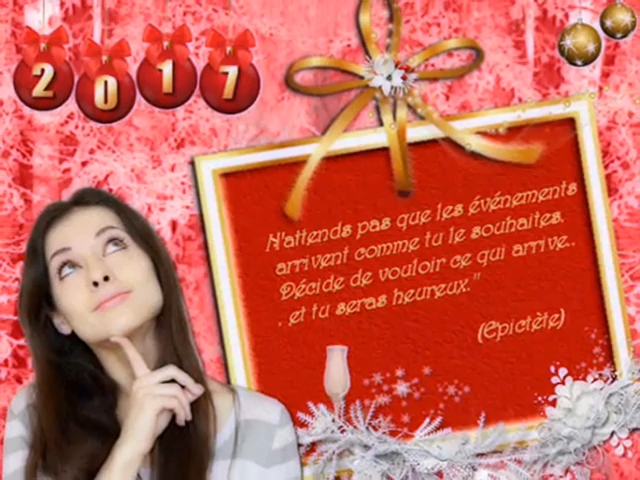 2017
N'attends pas que les événements
arrivent comme tu le souhaites.
Décide de vouloir ce qui arrive..
. et tu seras heureux."
(Epictète)